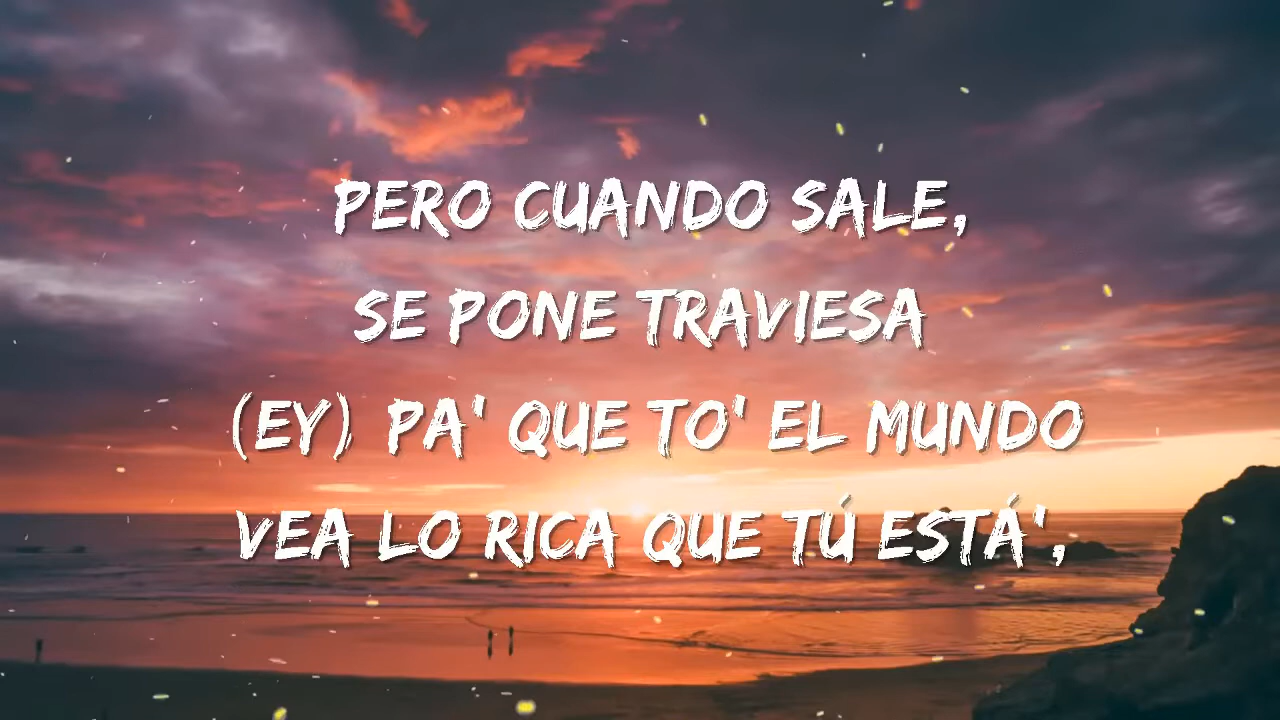 PERO CUANDO SALE,
SE PONE TRAVIESA
(EY) PA' QUE TO' EL MUNDO
VEA LO RICA QUE TÚ ESTÁ',